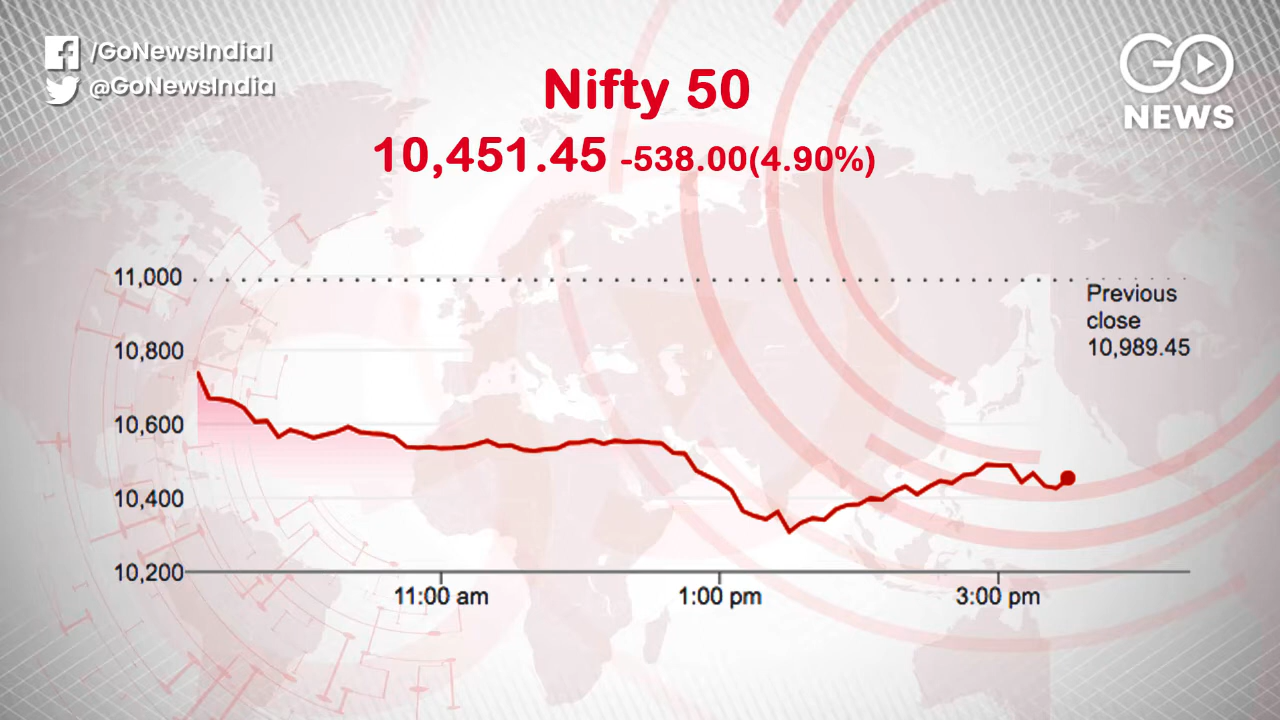 /GoNewsIndia1
@GoNewsIndia
GO
NEWS
Nifty 50
10,451.45 -538.00(4.90%)
11,000
Previous
close
10,989.45
10,800
10,600
10,400
10,200
11:00 am 1:00 pm 3:00 pm